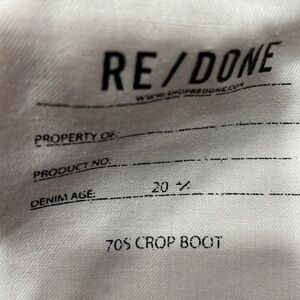 RE/DONE
WWW.SHOPREDONE.COM
PROPERTY OF:
PRODUCT NO.
DENIM AGE: 20 +/-
70S CROP BOOT